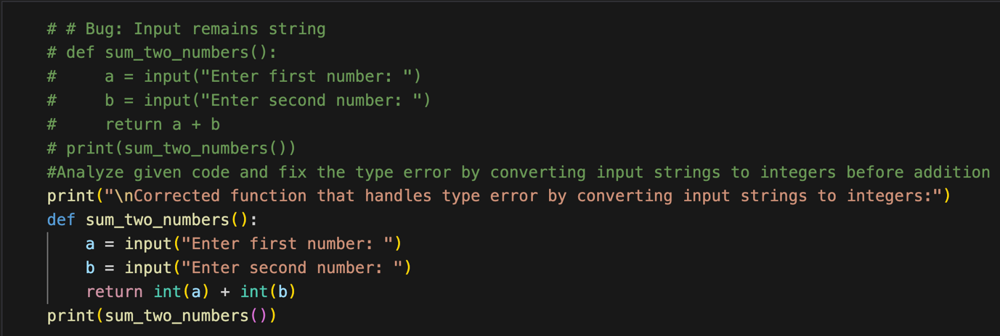 # # Bug: Input remains string
# def sum_two_numbers():
#     a = input("Enter first number: ")
#     b = input("Enter second number: ")
#     return a + b
# print(sum_two_numbers())
#Analyze given code and fix the type error by converting input strings to integers before addition
print("\nCorrected function that handles type error by converting input strings to integers:")
def sum_two_numbers():
    a = input("Enter first number: ")
    b = input("Enter second number: ")
    return int(a) + int(b)
print(sum_two_numbers())